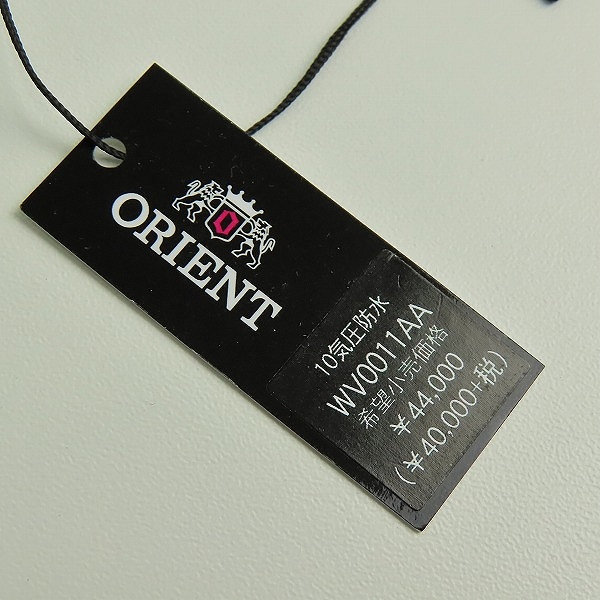 ORIENT
10気圧防水
WV0011AA
希望小売価格
￥44,000
(￥40,000+税)